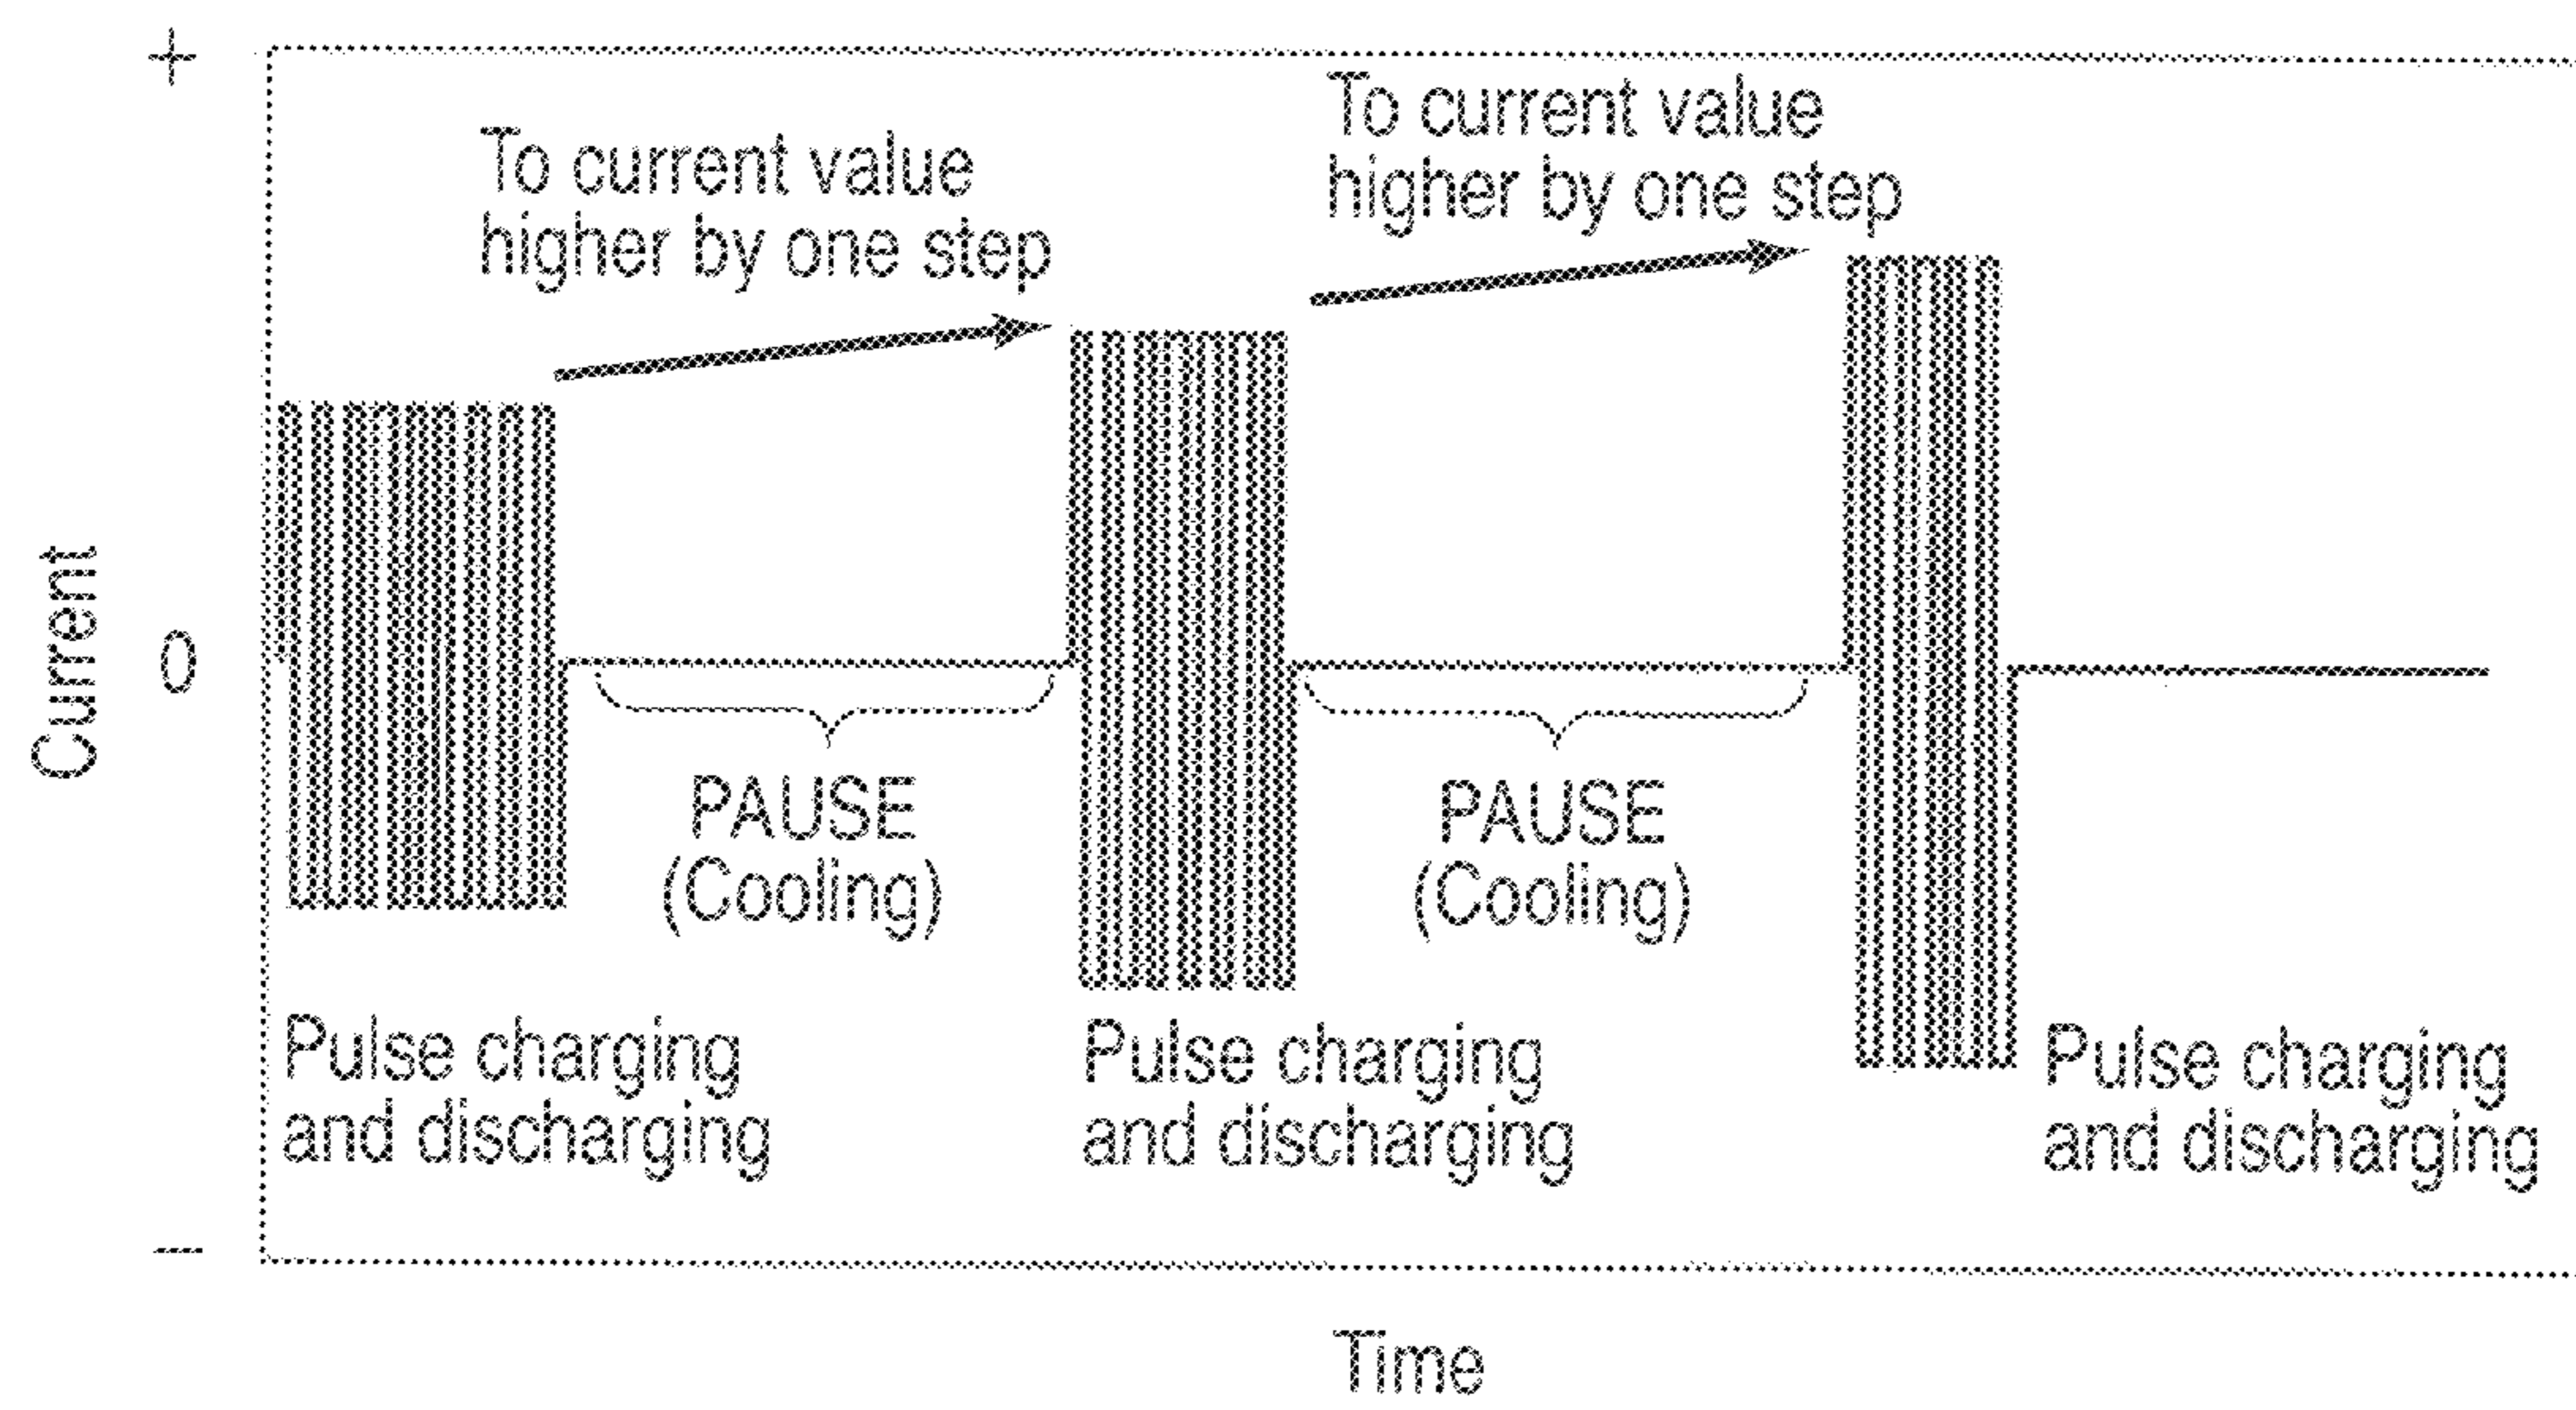 +
To current value
higher by one step
To current value
higher by one step
Current
0
PAUSE
(Cooling)
PAUSE
(Cooling)
Pulse charging
and discharging
Pulse charging
and discharging
Pulse charging
and discharging
—
Time